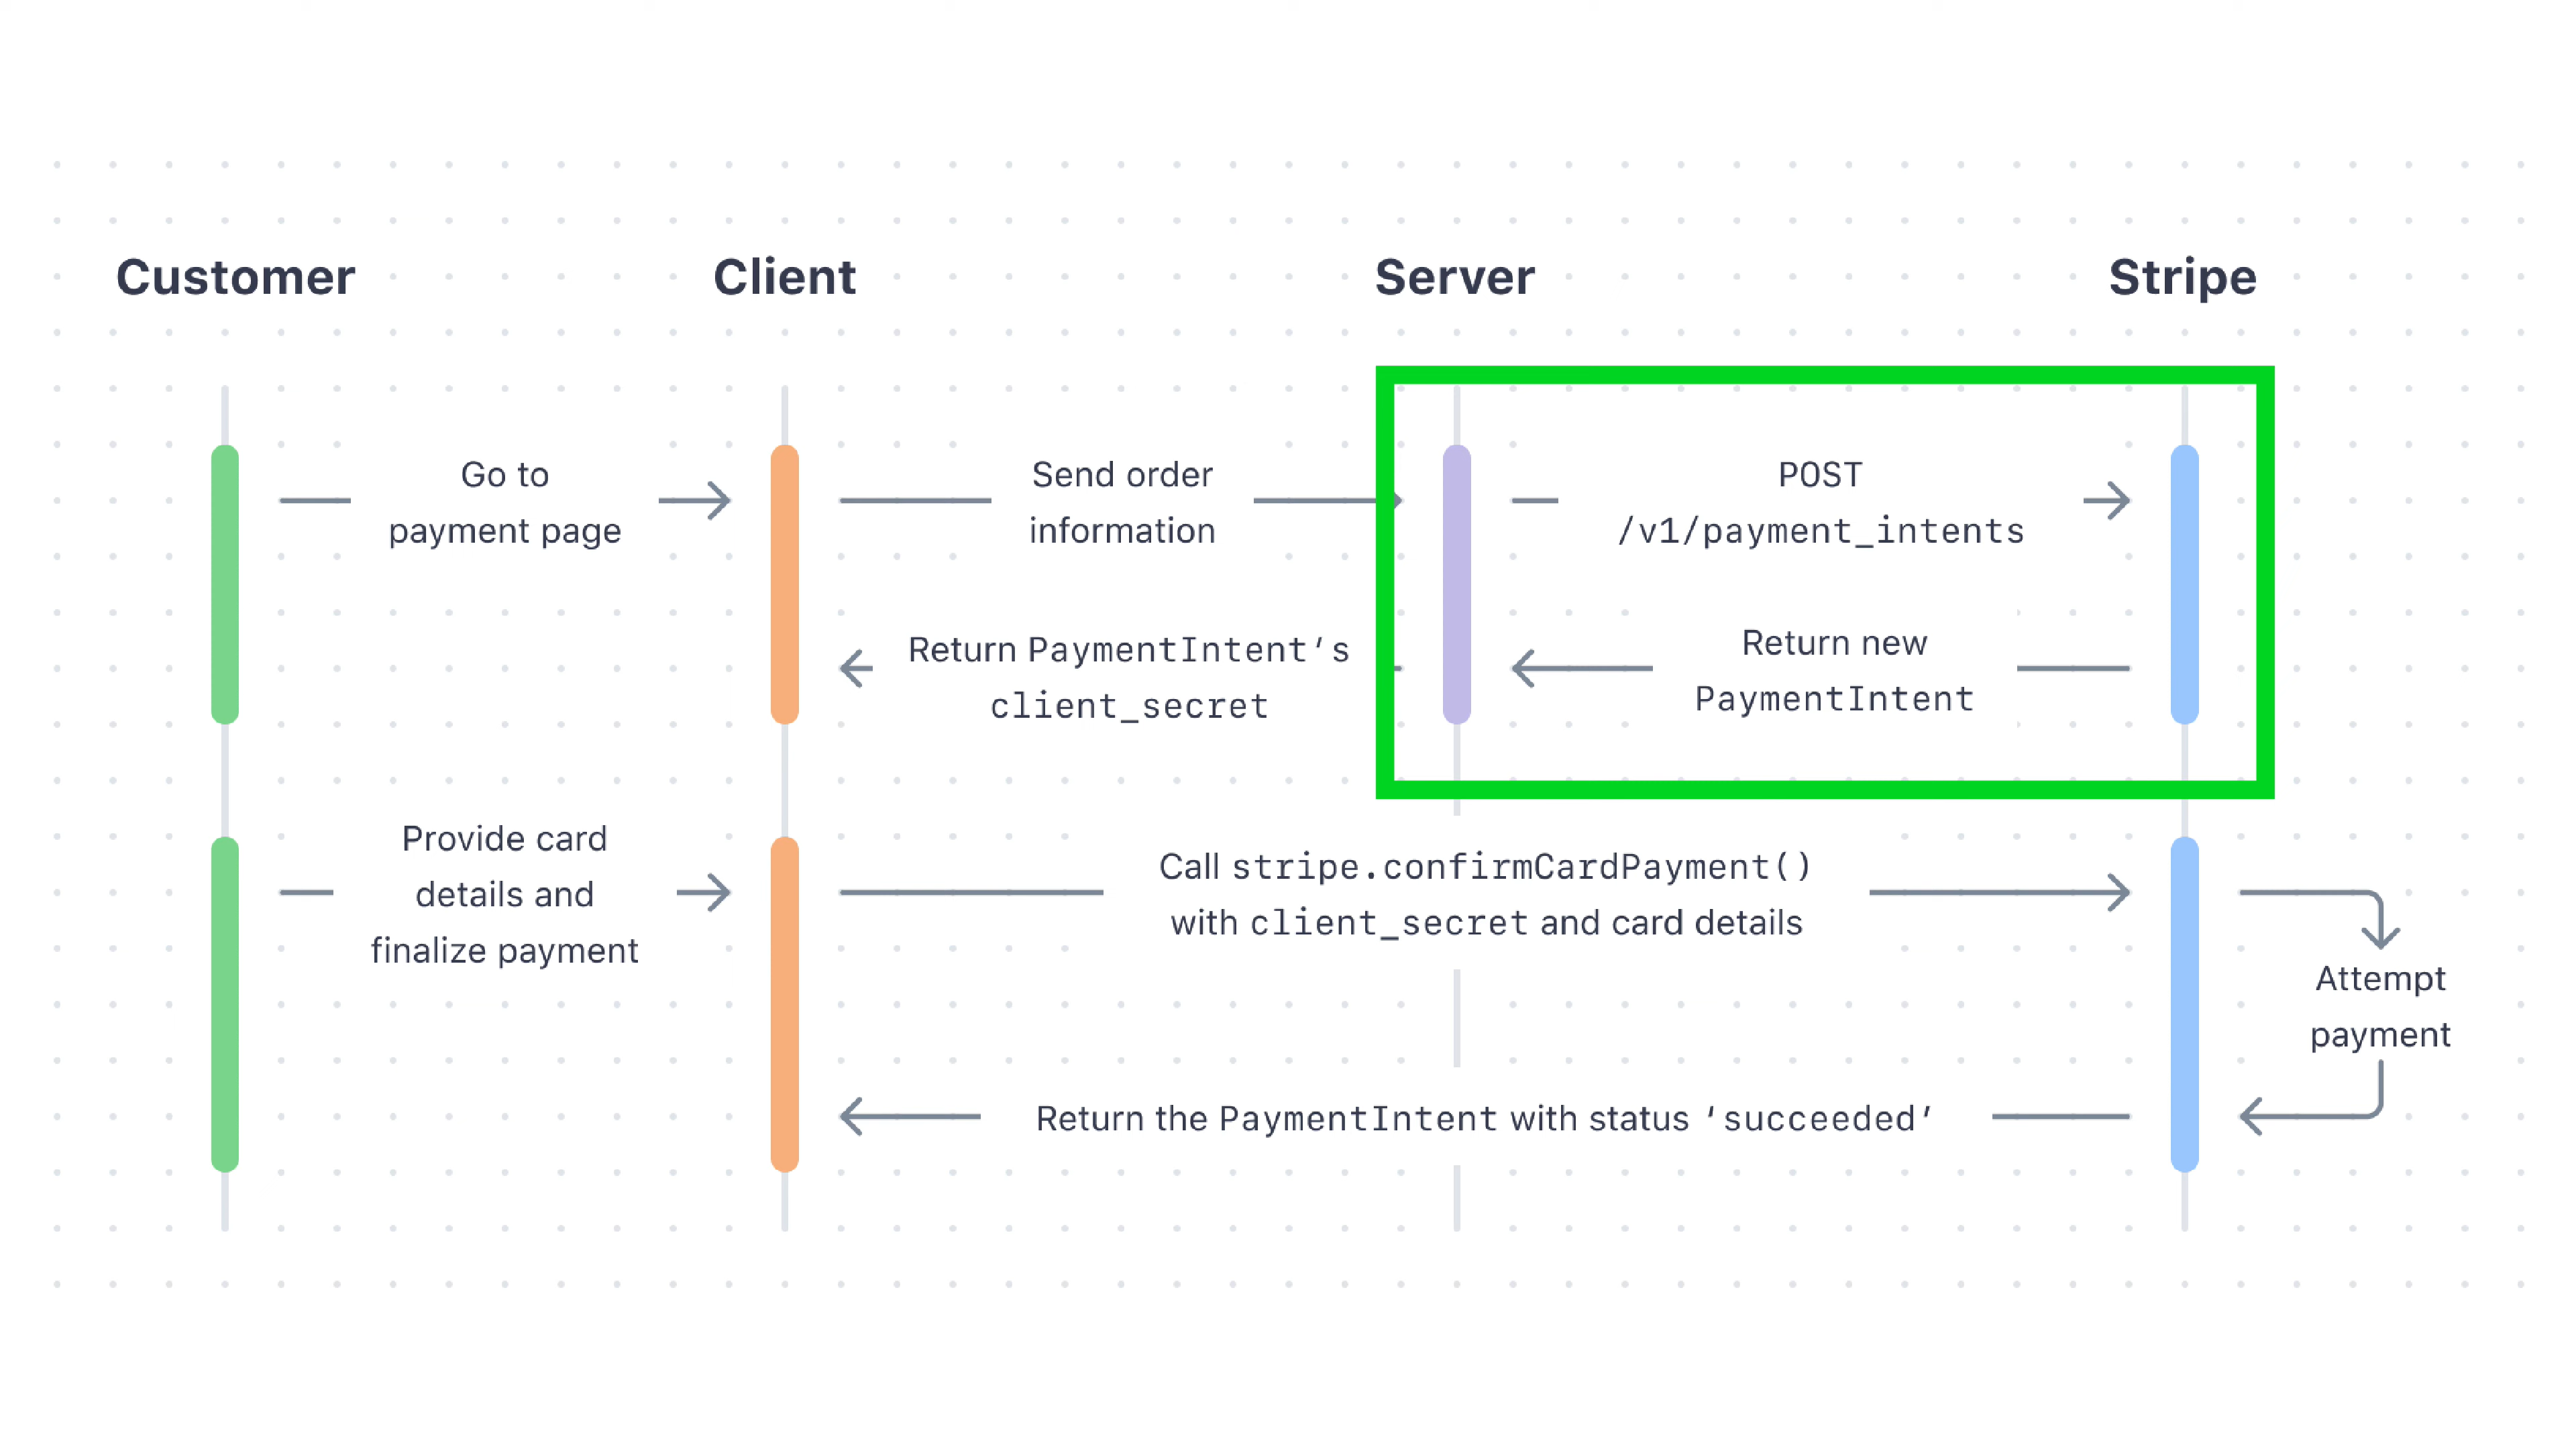 Customer
Client
Server
Stripe
Go to
payment page
Send order
information
POST
/v1/payment_intents
Return new
PaymentIntent
Return PaymentIntent‘s
client_secret
Provide card
details and
finalize payment
Call stripe.confirmCardPayment()
with client_secret and card details
Attempt
payment
Return the PaymentIntent with status ‘succeeded’